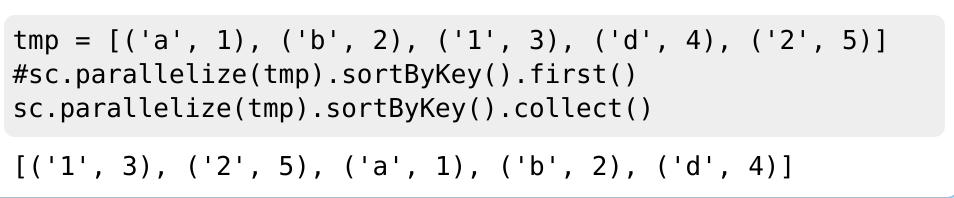 tmp = [('a', 1), ('b', 2), ('1', 3), ('d', 4), ('2', 5)]
#sc.parallelize(tmp).sortByKey().first()
sc.parallelize(tmp).sortByKey().collect()
[('1', 3), ('2', 5), ('a', 1), ('b', 2), ('d', 4)]